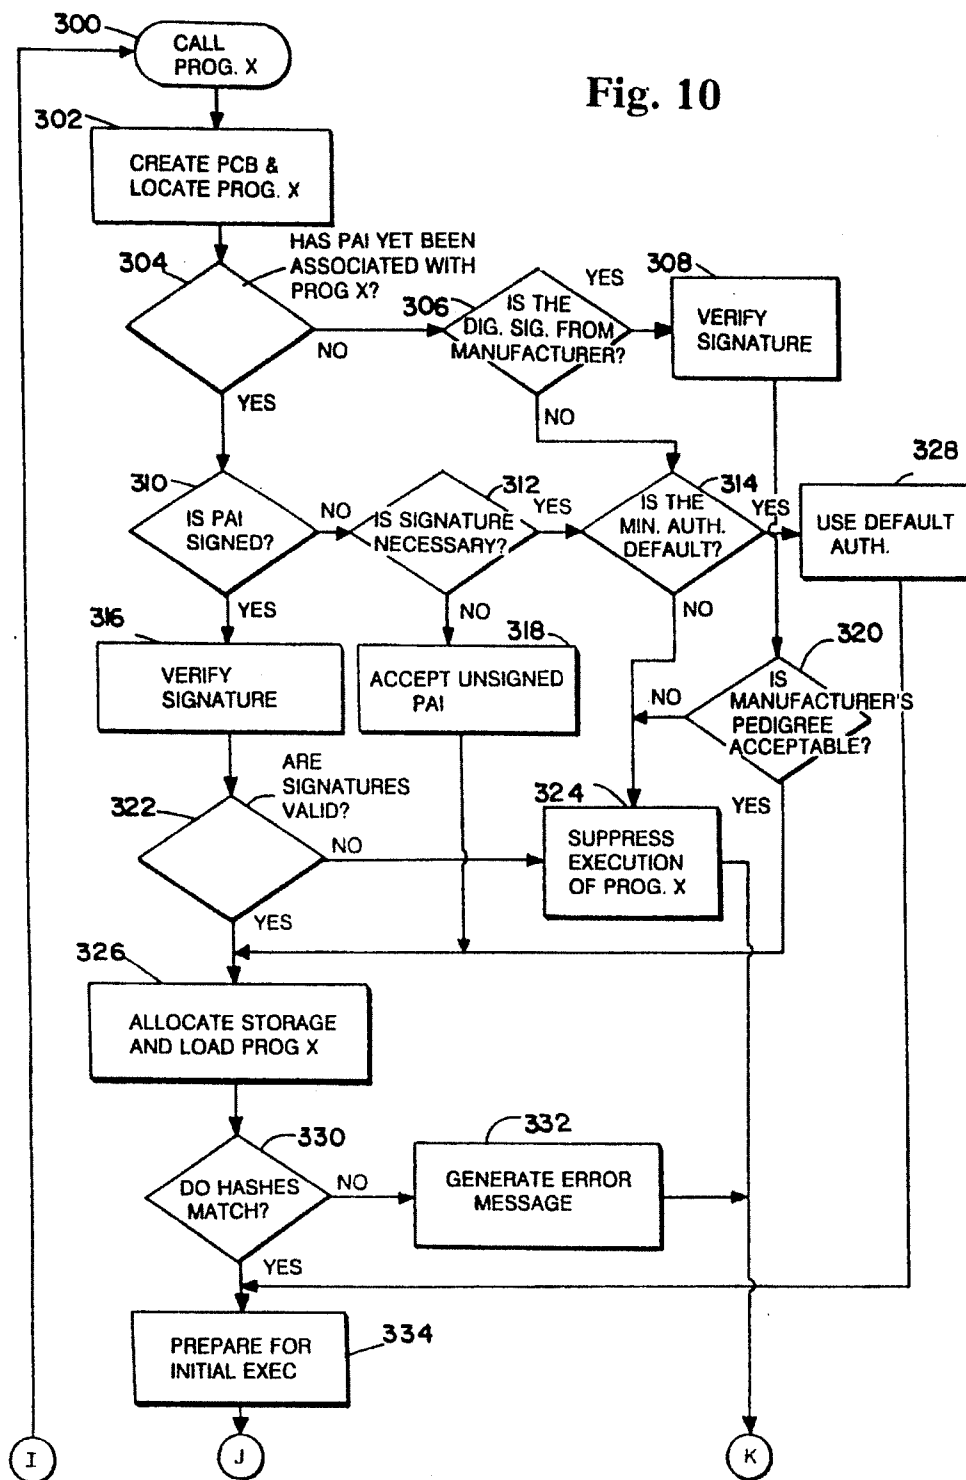 300
CALL
PROG. X
Fig. 10
302
CREATE PCB &
LOCATE PROG. X
304
HAS PAI YET BEEN
ASSOCIATED WITH
PROG X?
NO
YES
306
IS THE
DIG. SIG. FROM
MANUFACTURER?
YES
NO
308
VERIFY
SIGNATURE
310
IS PAI
SIGNED?
NO
YES
312
IS SIGNATURE
NECESSARY?
YES
NO
314
IS THE
MIN. AUTH.
DEFAULT?
YES
NO
328
USE DEFAULT
AUTH.
316
VERIFY
SIGNATURE
318
ACCEPT UNSIGNED
PAI
320
IS
MANUFACTURER'S
PEDIGREE
ACCEPTABLE?
NO
YES
322
ARE
SIGNATURES
VALID?
NO
YES
324
SUPPRESS
EXECUTION
OF PROG. X
326
ALLOCATE STORAGE
AND LOAD PROG X
330
DO HASHES
MATCH?
NO
YES
332
GENERATE ERROR
MESSAGE
334
PREPARE FOR
INITIAL EXEC
I
J
K